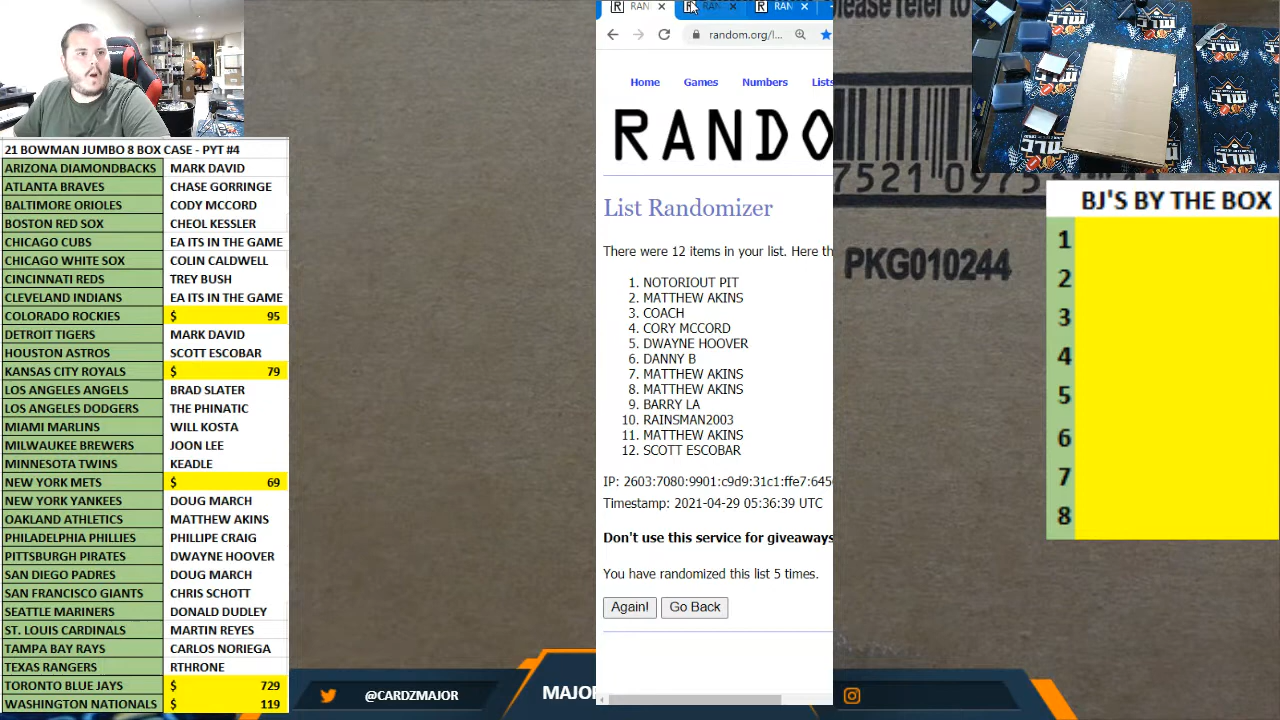 21 BOWMAN JUMBO 8 BOX CASE - PYT #4
ARIZONA DIAMONDBACKS MARK DAVID
ATLANTA BRAVES CHASE GORRINGE
BALTIMORE ORIOLES CODY MCCORD
BOSTON RED SOX CHEOL KESSLER
CHICAGO CUBS EA ITS IN THE GAME
CHICAGO WHITE SOX COLIN CALDWELL
CINCINNATI REDS TREY BUSH
CLEVELAND INDIANS EA ITS IN THE GAME
COLORADO ROCKIES $ 95
DETROIT TIGERS MARK DAVID
HOUSTON ASTROS SCOTT ESCOBAR
KANSAS CITY ROYALS $ 79
LOS ANGELES ANGELS BRAD SLATER
LOS ANGELES DODGERS THE PHINATIC
MIAMI MARLINS WILL KOSTA
MILWAUKEE BREWERS JOON LEE
MINNESOTA TWINS KEADLE
NEW YORK METS $ 69
NEW YORK YANKEES DOUG MARCH
OAKLAND ATHLETICS MATTHEW AKINS
PHILADELPHIA PHILLIES PHILLIPE CRAIG
PITTSBURGH PIRATES DWAYNE HOOVER
SAN DIEGO PADRES DOUG MARCH
SAN FRANCISCO GIANTS CHRIS SCHOTT
SEATTLE MARINERS DONALD DUDLEY
ST. LOUIS CARDINALS MARTIN REYES
TAMPA BAY RAYS CARLOS NORIEGA
TEXAS RANGERS RTHRONE
TORONTO BLUE JAYS $ 729
WASHINGTON NATIONALS $ 119
R RAN
R RAN
R RAN
random.org/l...
Home Games Numbers Lists
RANDO
List Randomizer
There were 12 items in your list. Here th
1. NOTORIOUT PIT
2. MATTHEW AKINS
3. COACH
4. CORY MCCORD
5. DWAYNE HOOVER
6. DANNY B
7. MATTHEW AKINS
8. MATTHEW AKINS
9. BARRY LA
10. RAINSMAN2003
11. MATTHEW AKINS
12. SCOTT ESCOBAR
IP: 2603:7080:9901:c9d9:31c1:ffe7:645
Timestamp: 2021-04-29 05:36:39 UTC
Don't use this service for giveaways
You have randomized this list 5 times.
Again! Go Back
please refer to
7521 097
PKG010244
BJ'S BY THE BOX
1
2
3
4
5
6
7
8
@CARDZMAJOR
MAJO